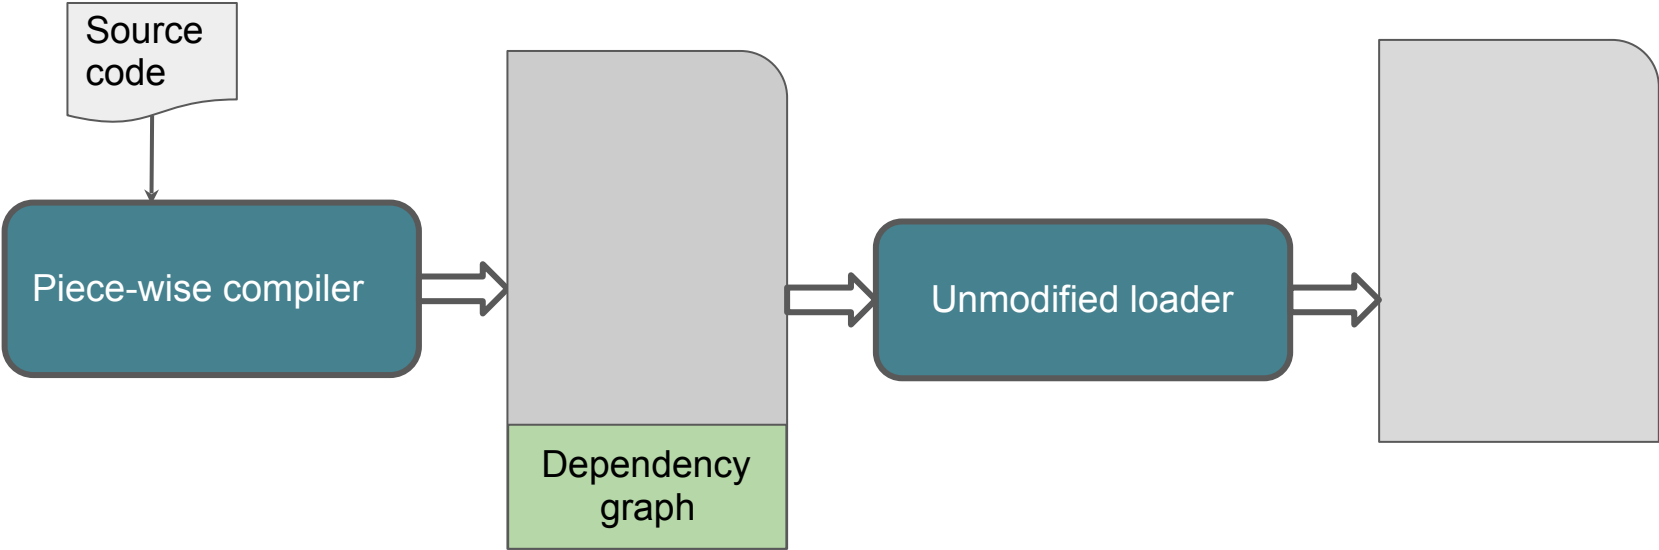 Source
code
Piece-wise compiler
Unmodified loader
Dependency
graph